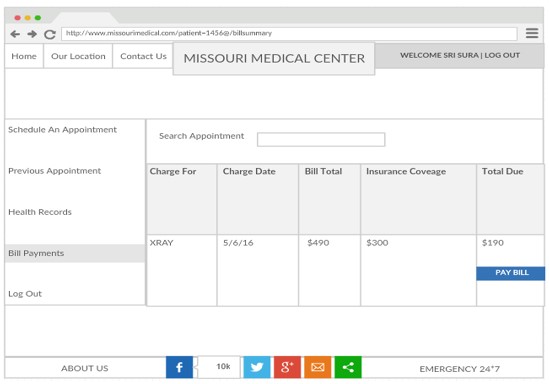 http://www.missourimedical.com/patient=1456@/billsummary
Home Our Location Contact Us MISSOURI MEDICAL CENTER WELCOME SRI SURA | LOG OUT
Schedule An Appointment
Search Appointment
Previous Appointment
Health Records
Bill Payments
Log Out
Charge For Charge Date Bill Total Insurance Coveage Total Due
XRAY 5/6/16 $490 $300 $190
PAY BILL
ABOUT US f 10k g+ EMERGENCY 24*7